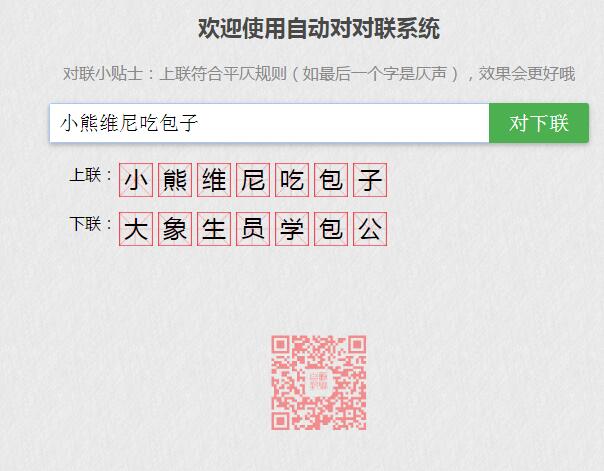 欢迎使用自动对对联系统
对联小贴士：上联符合平仄规则（如最后一个字是仄声），效果会更好哦
小熊维尼吃包子 对下联
上联：小熊维尼吃包子
下联：大象生员学包公